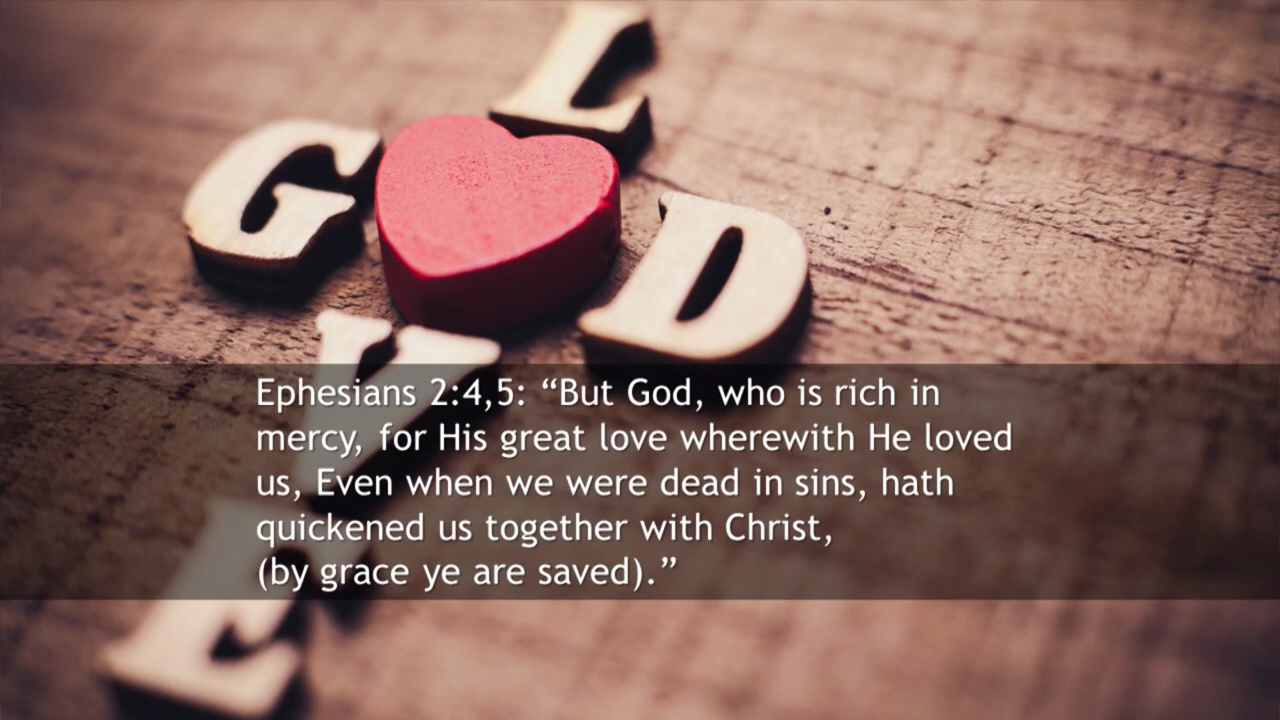 L
G D
V
E
Ephesians 2:4,5: “But God, who is rich in
mercy, for His great love wherewith He loved
us, Even when we were dead in sins, hath
quickened us together with Christ,
(by grace ye are saved).”